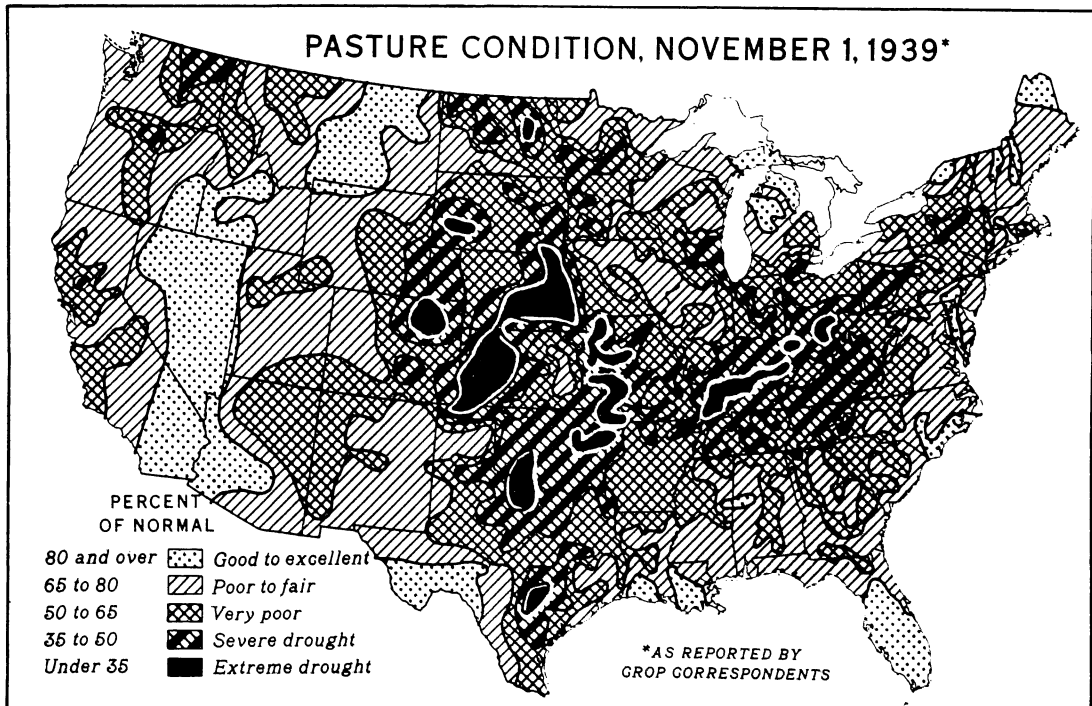 PASTURE CONDITION, NOVEMBER 1, 1939*
PERCENT
OF NORMAL
80 and over Good to excellent
65 to 80 Poor to fair
50 to 65 Very poor
35 to 50 Severe drought
Under 35 Extreme drought
*AS REPORTED BY
GROP CORRESPONDENTS